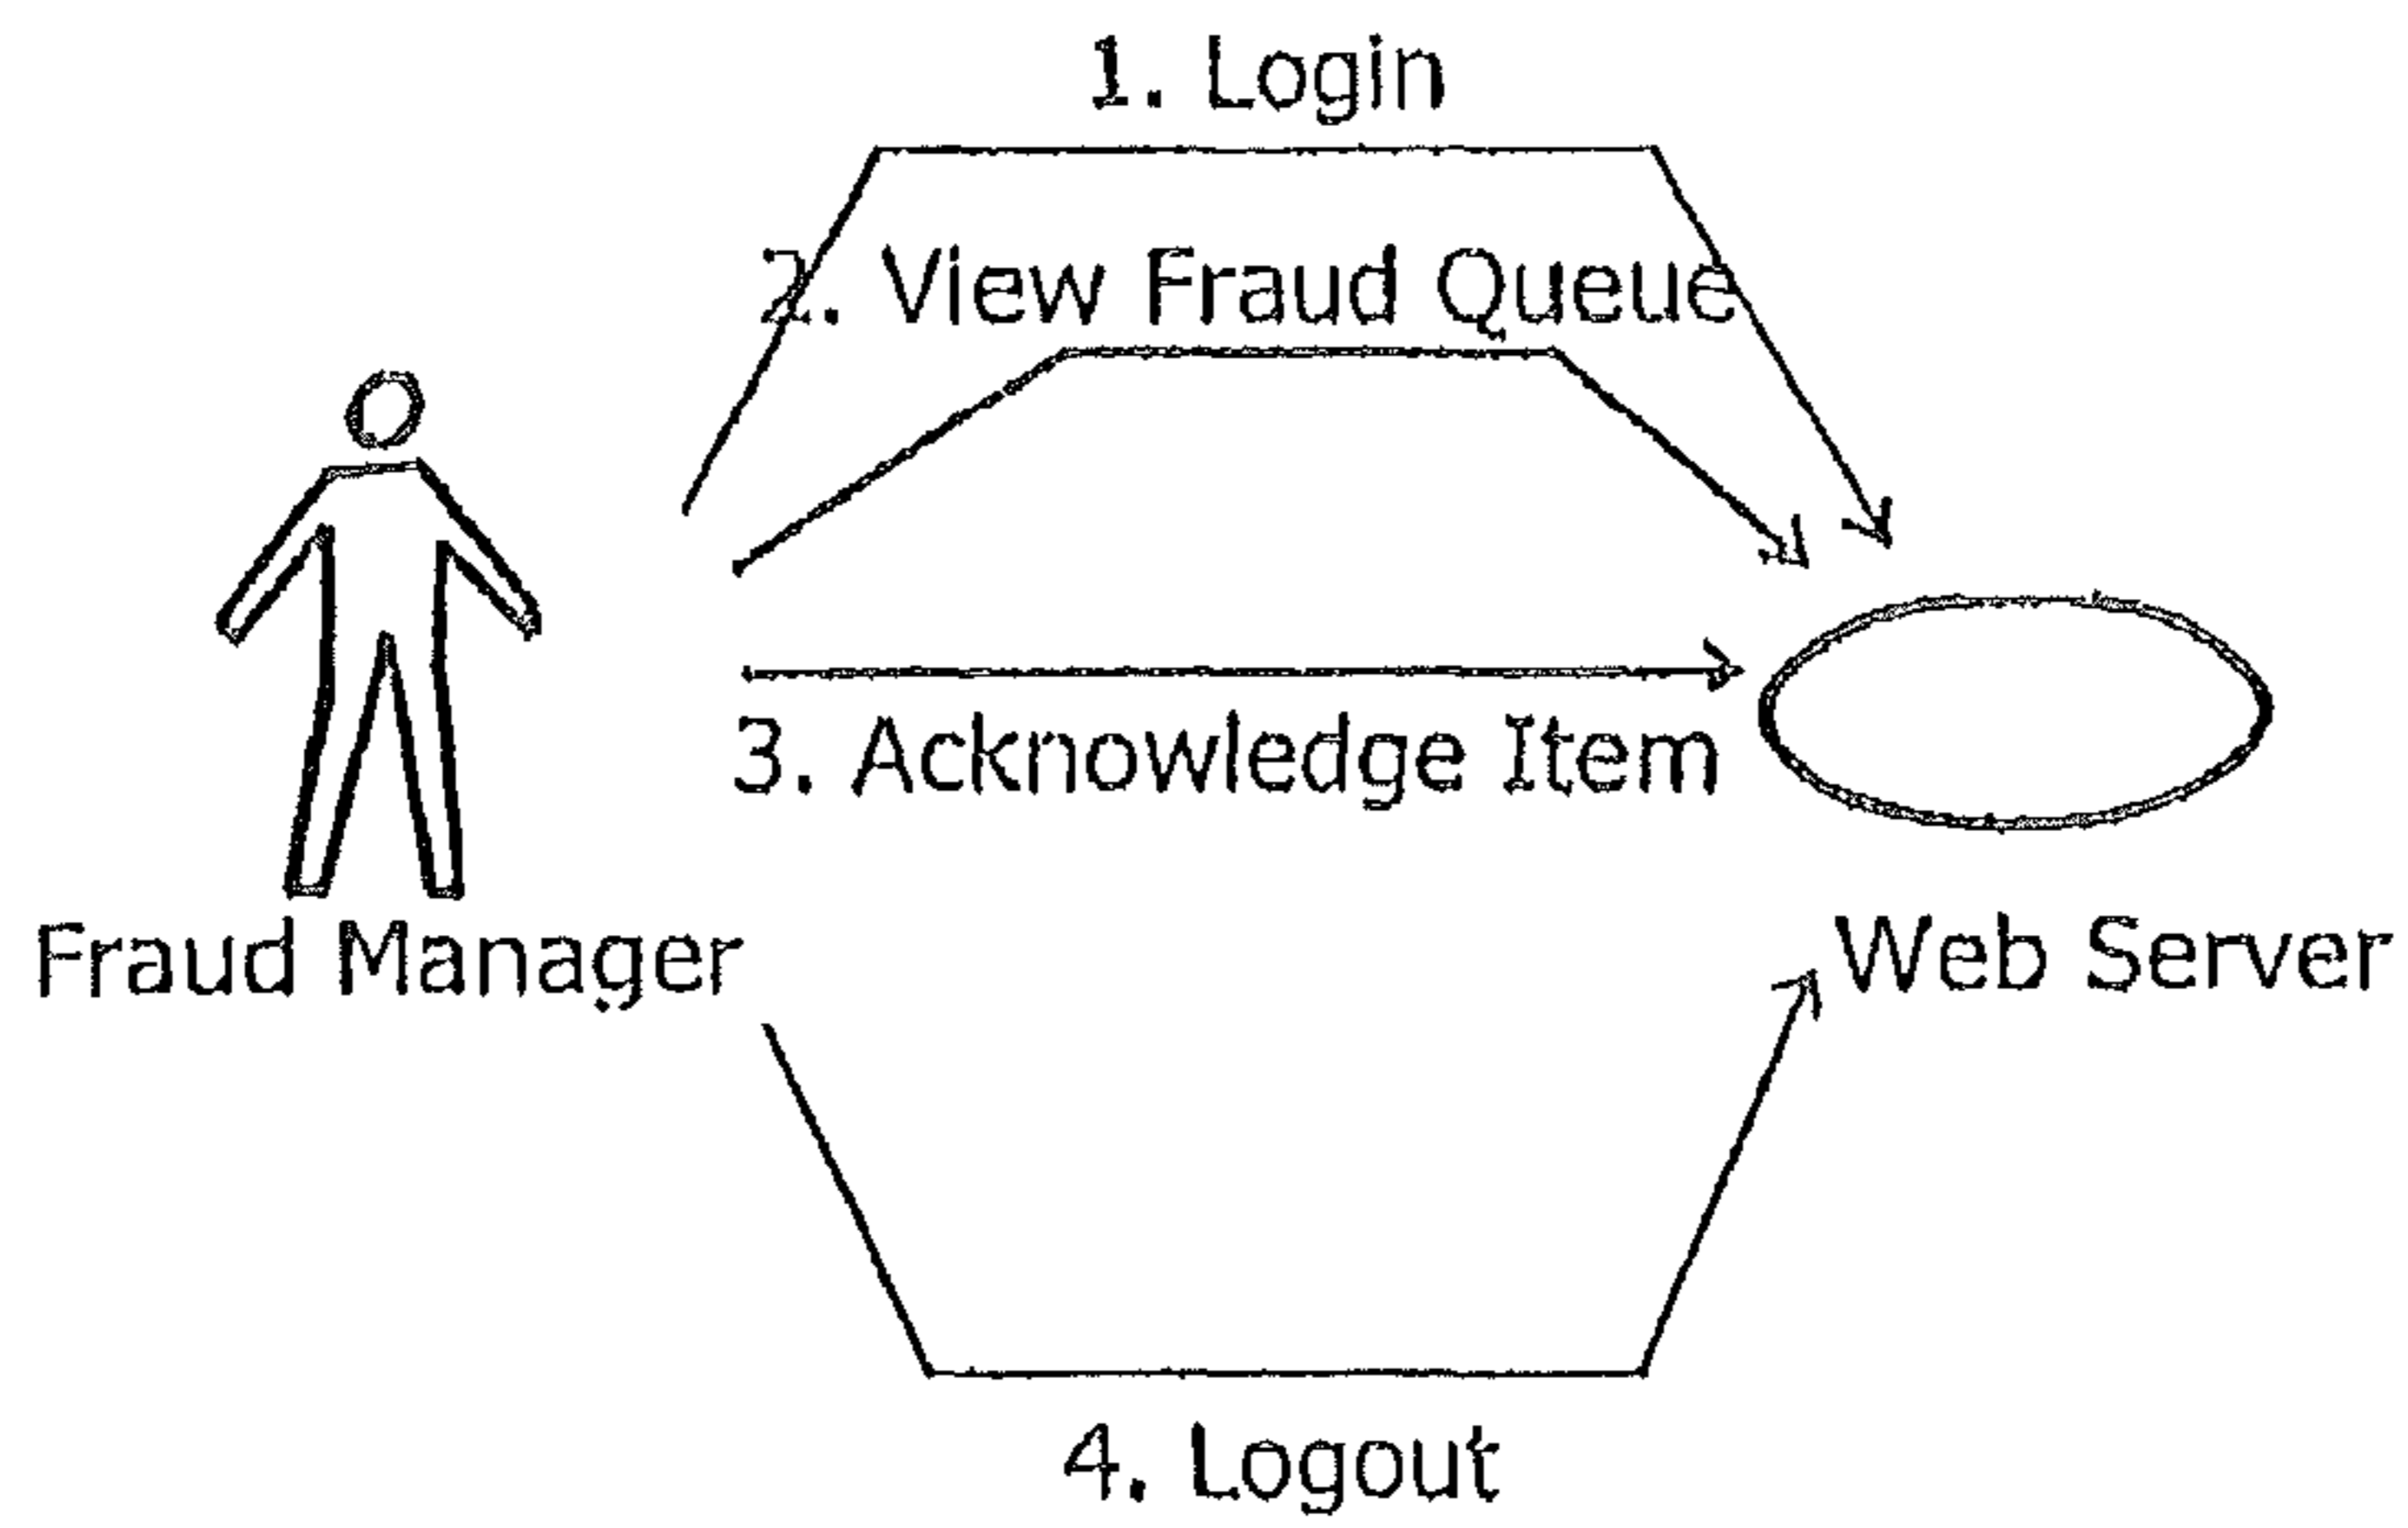 1. Login
2. View Fraud Queue
3. Acknowledge Item
Fraud Manager
Web Server
4. Logout